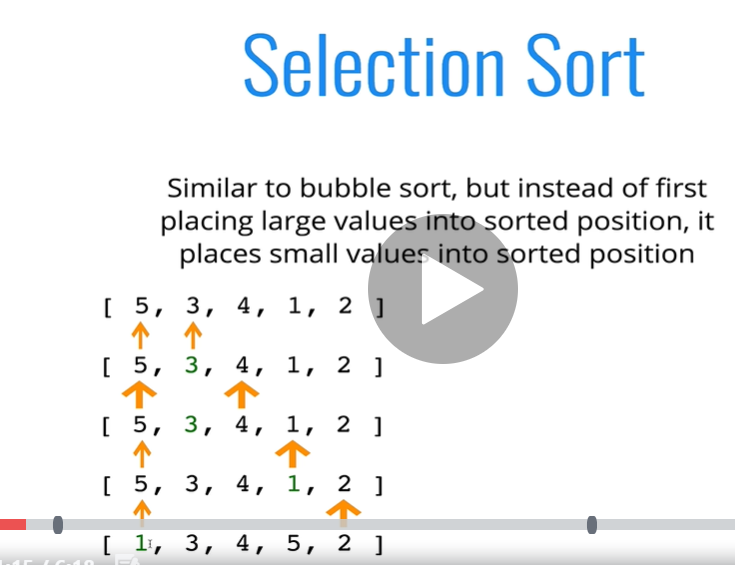 Selection Sort
Similar to bubble sort, but instead of first
placing large values into sorted position, it
places small values into sorted position
[ 5, 3, 4, 1, 2 ]
[ 5, 3, 4, 1, 2 ]
[ 5, 3, 4, 1, 2 ]
[ 5, 3, 4, 1, 2 ]
[ 1, 3, 4, 5, 2 ]